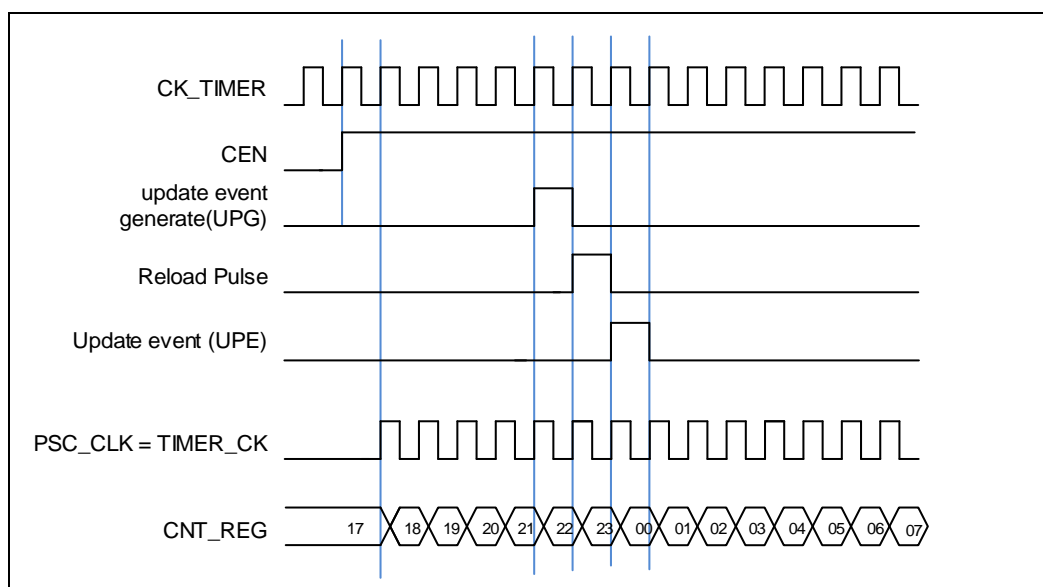 CK_TIMER
CEN
update event
generate(UPG)
Reload Pulse
Update event (UPE)
PSC_CLK = TIMER_CK
CNT_REG 17 18 19 20 21 22 23 00 01 02 03 04 05 06 07